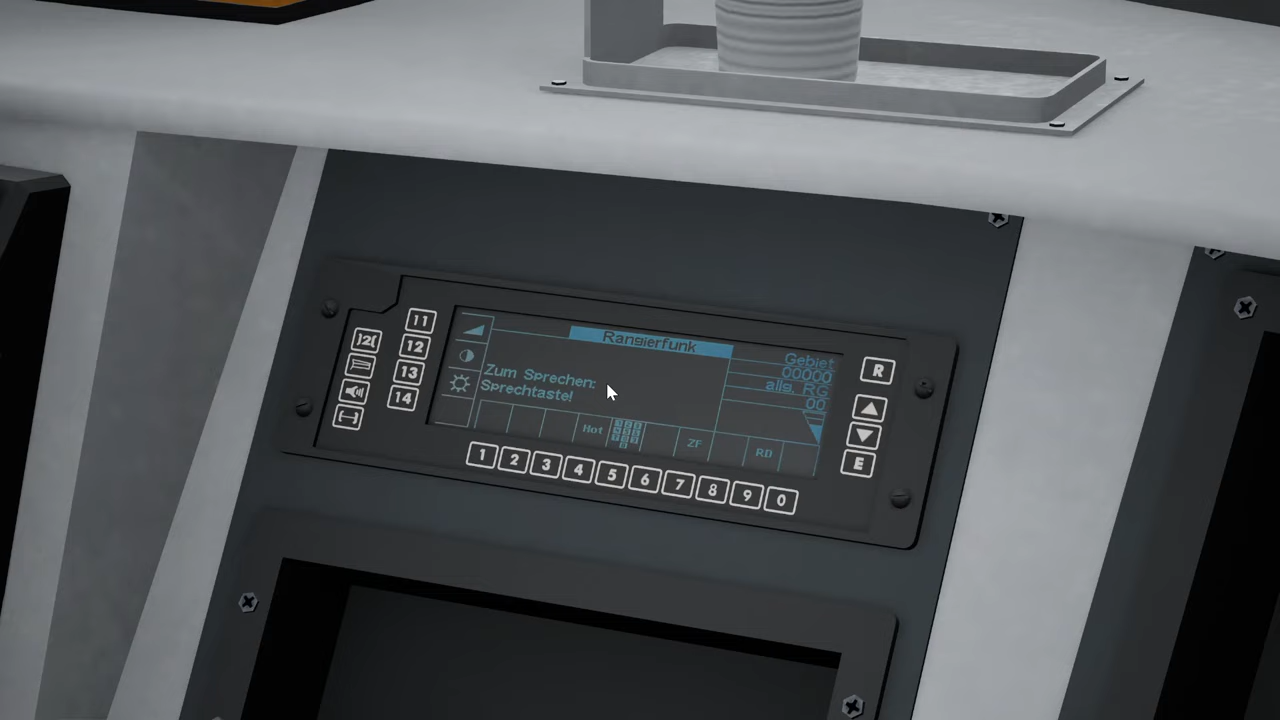 11
12
13
14
Rangierfunk
Zum Sprechen:
Sprechtaste!
Gebiet
00000
allg. RG
00
Hot
ZF
RD
1 2 3 4 5 6 7 8 9 0
R
E